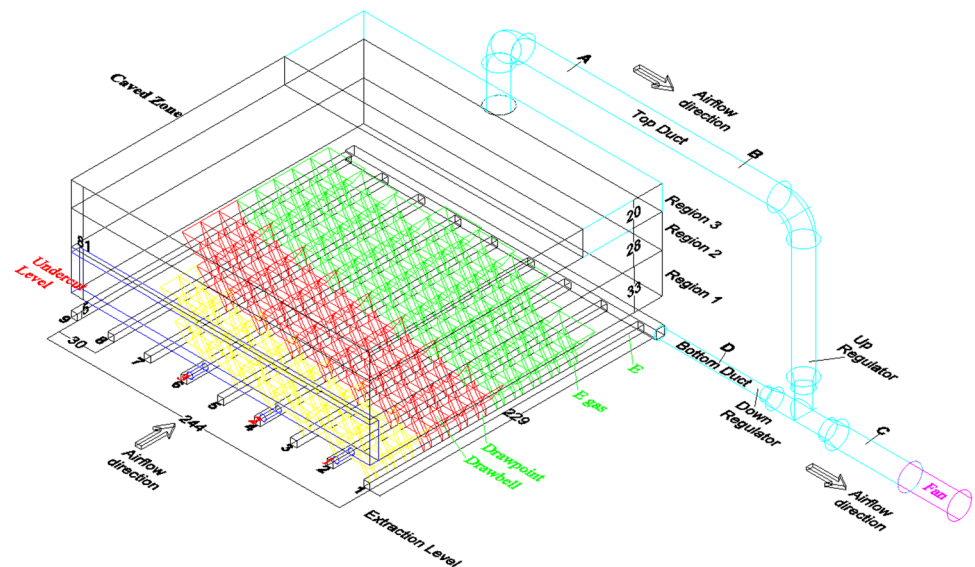 A
Airflow
direction
Top Duct
B
Caved Zone
20
Region 3
28
Region 2
33
Region 1
81
Undercut
Level
5
9
8
7
6
5
4
3
2
1
30
244
229
Airflow
direction
Extraction Level
Drawpoint
Drawbell
E gas
E
D
Bottom Duct
Down
Regulator
Up
Regulator
C
Fan
Airflow
direction